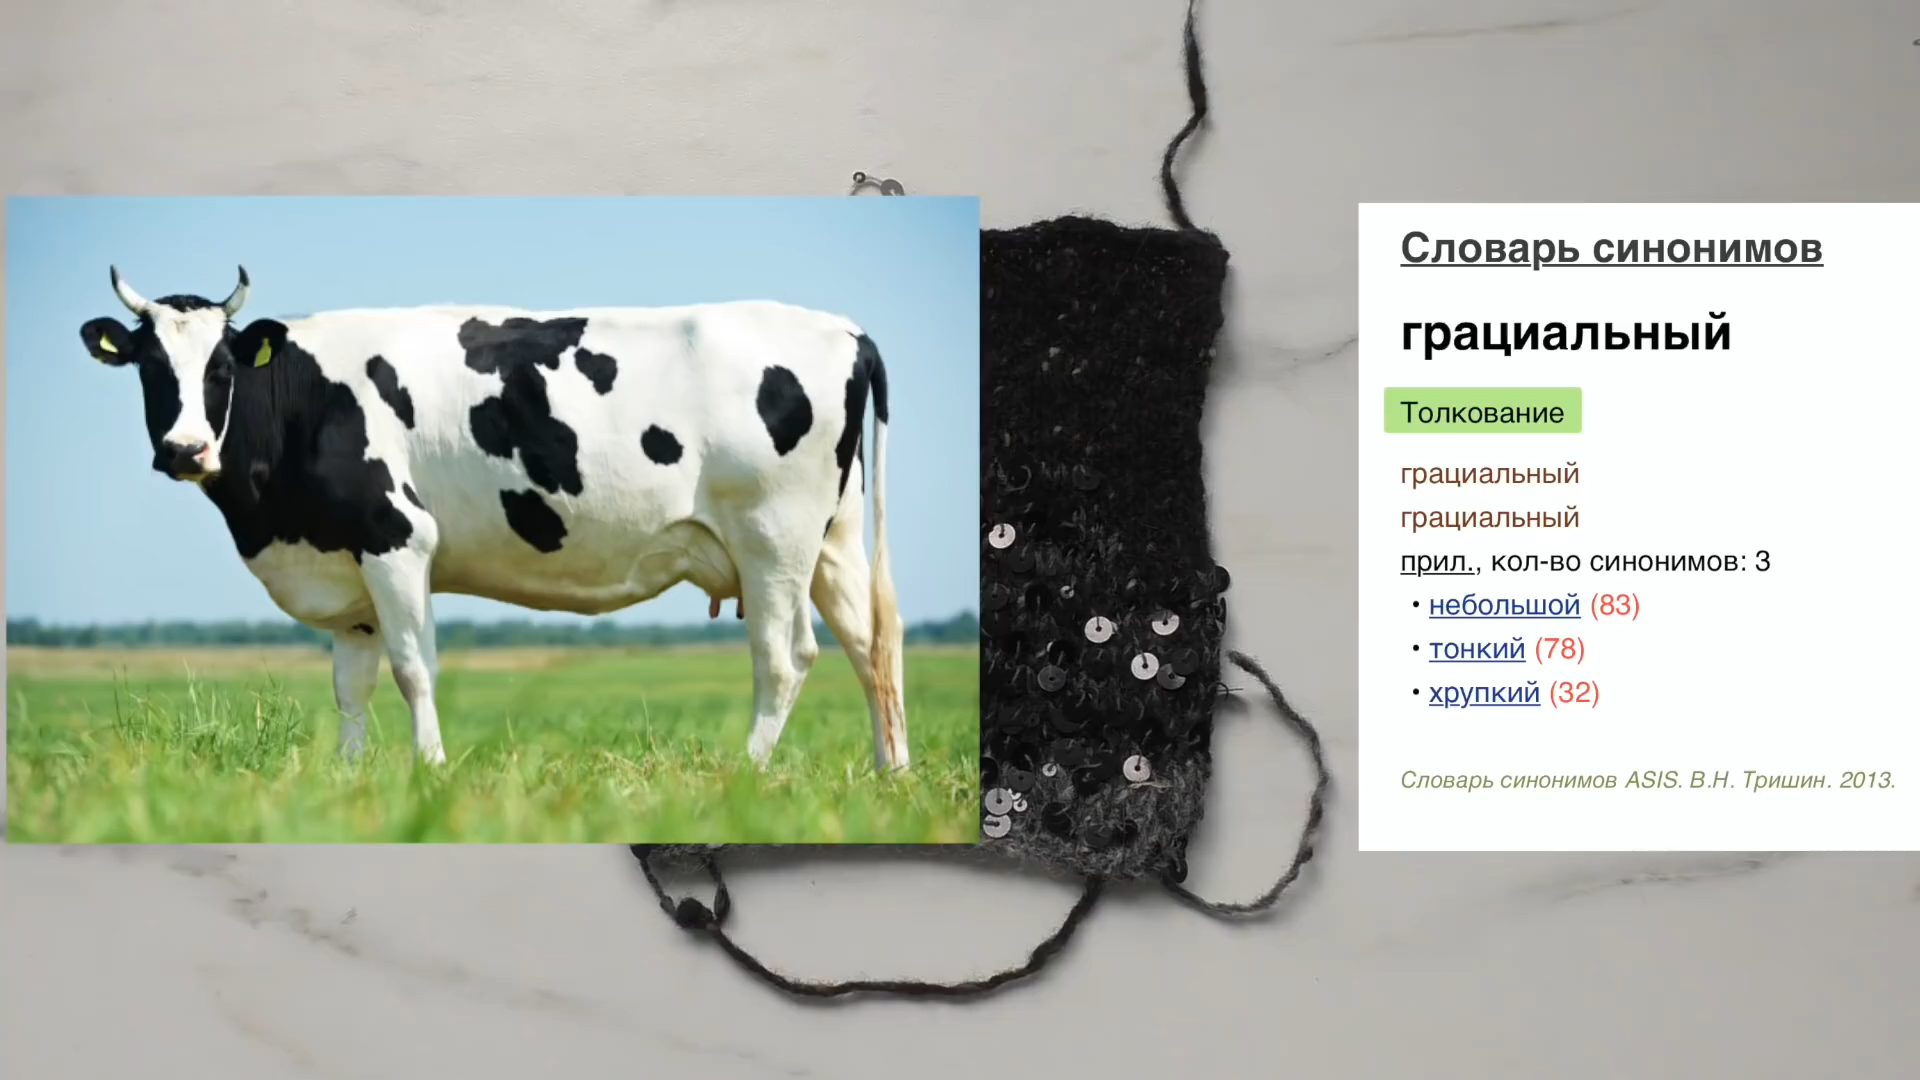 Словарь синонимов
грациальный
Толкование
грациальный
грациальный
прил., кол-во синонимов: 3
• небольшой (83)
• тонкий (78)
• хрупкий (32)
Словарь синонимов ASIS. В.Н. Тришин. 2013.